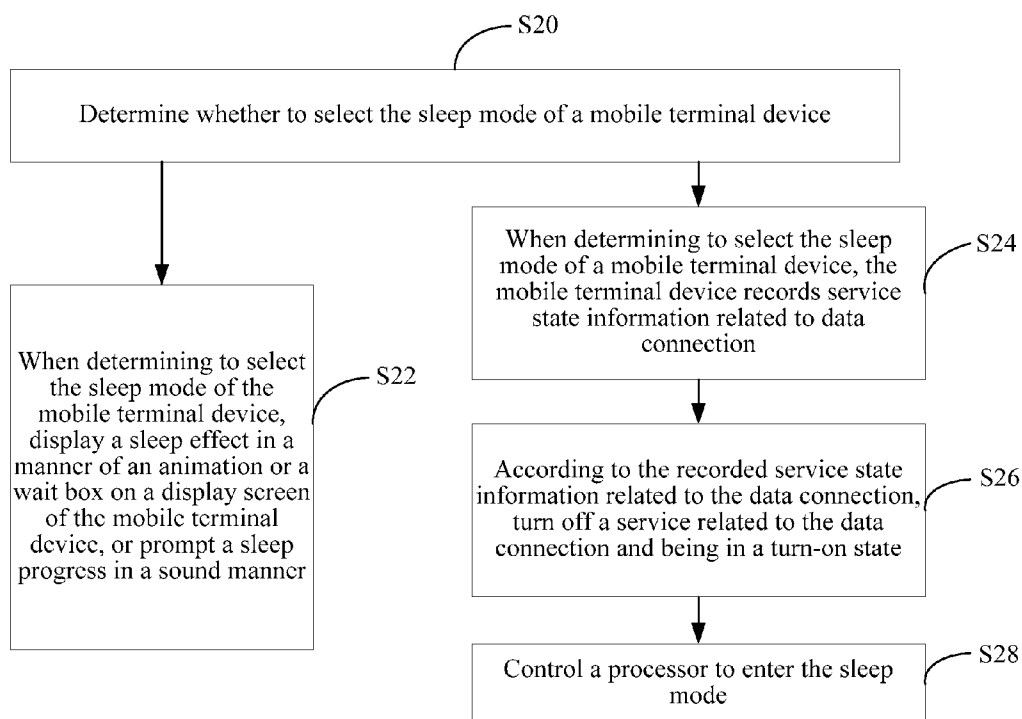 S20
Determine whether to select the sleep mode of a mobile terminal device
When determining to select the sleep
mode of a mobile terminal device, the
mobile terminal device records service
state information related to data
connection
S24
When determining to select
the sleep mode of the
mobile terminal device,
display a sleep effect in a
manner of an animation or a
wait box on a display screen
of the mobile terminal
device, or prompt a sleep
progress in a sound manner
S22
According to the recorded service state
information related to the data connection,
turn off a service related to the data
connection and being in a turn-on state
S26
Control a processor to enter the sleep
mode
S28